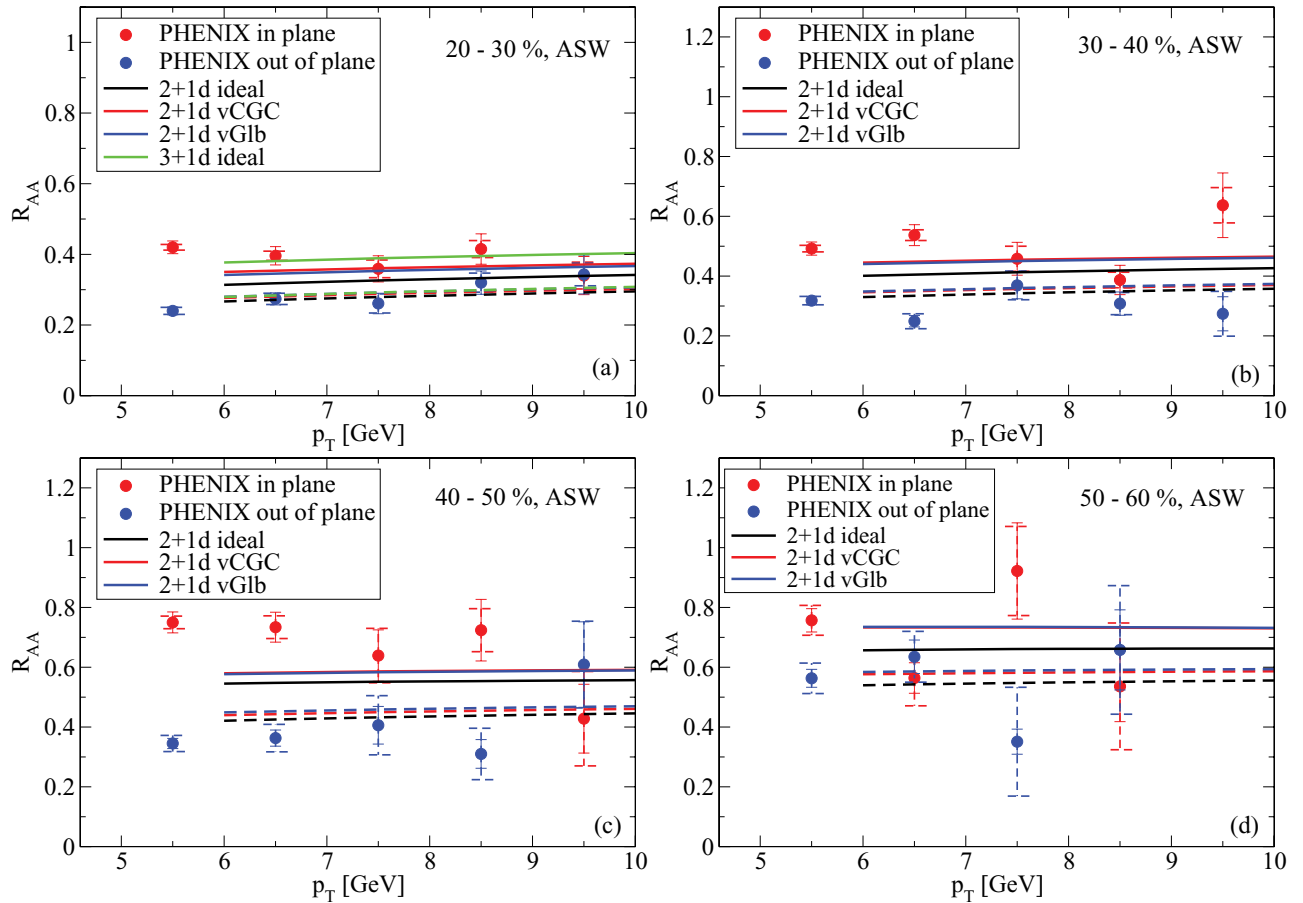 PHENIX in plane
PHENIX out of plane
2+1d ideal
2+1d vCGC
2+1d vGlb
3+1d ideal
20 - 30 %, ASW
(a)
1
0.8
0.6
0.4
0.2
0
R_AA
5 6 7 8 9 10
p_T [GeV]
PHENIX in plane
PHENIX out of plane
2+1d ideal
2+1d vCGC
2+1d vGlb
30 - 40 %, ASW
(b)
1.2
1
0.8
0.6
0.4
0.2
0
R_AA
5 6 7 8 9 10
p_T [GeV]
PHENIX in plane
PHENIX out of plane
2+1d ideal
2+1d vCGC
2+1d vGlb
40 - 50 %, ASW
(c)
1.2
1
0.8
0.6
0.4
0.2
0
R_AA
5 6 7 8 9 10
p_T [GeV]
PHENIX in plane
PHENIX out of plane
2+1d ideal
2+1d vCGC
2+1d vGlb
50 - 60 %, ASW
(d)
1.2
1
0.8
0.6
0.4
0.2
0
R_AA
5 6 7 8 9 10
p_T [GeV]